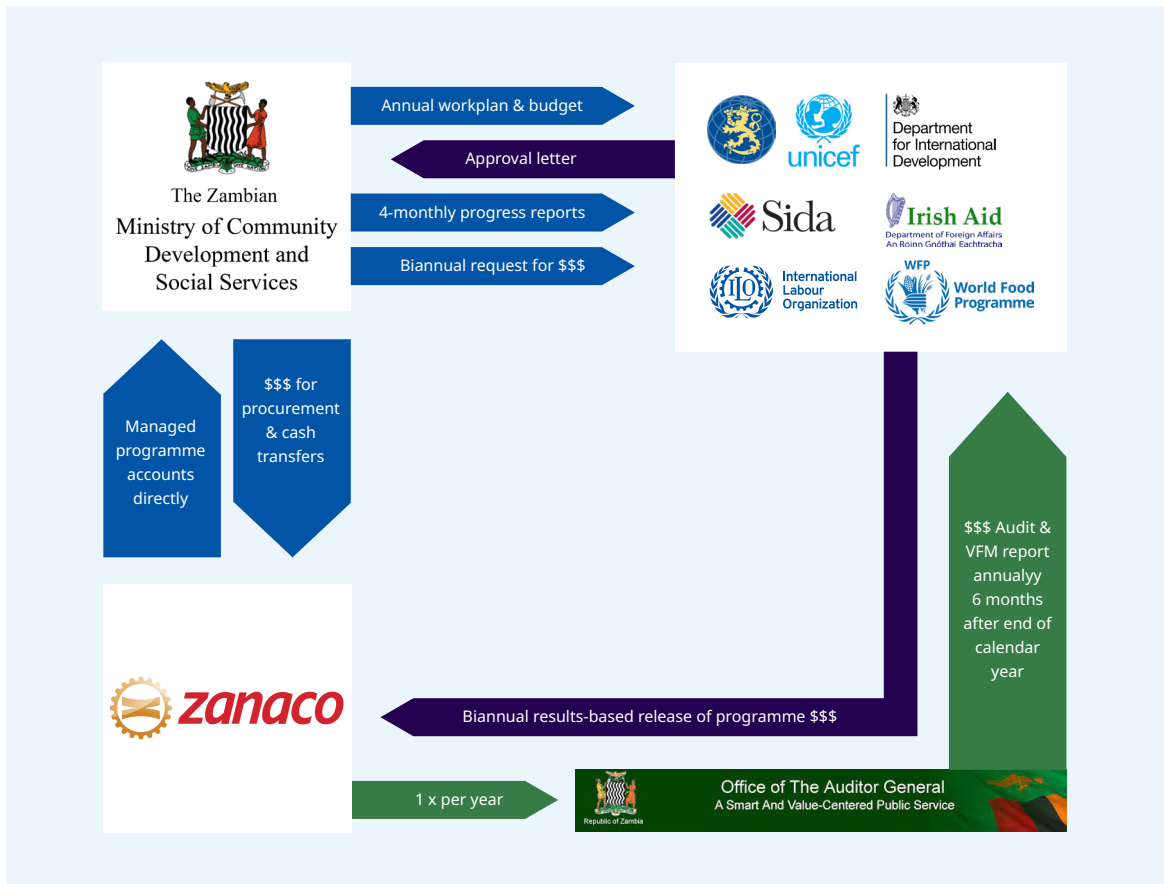 The Zambian
Ministry of Community
Development and
Social Services
Annual workplan & budget
Approval letter
4-monthly progress reports
Biannual request for $$$
unicef
Department
for International
Development
Sida
Irish Aid
Department of Foreign Affairs
An Roinn Gnóthaí Eachtracha
ILO
International
Labour
Organization
WFP
World Food
Programme
Managed
programme
accounts
directly
$$$ for
procurement
& cash
transfers
$$$ Audit &
VFM report
annualyy
6 months
after end of
calendar
year
zanaco
Biannual results-based release of programme $$$
1 x per year
Republic of Zambia
Office of The Auditor General
A Smart And Value-Centered Public Service